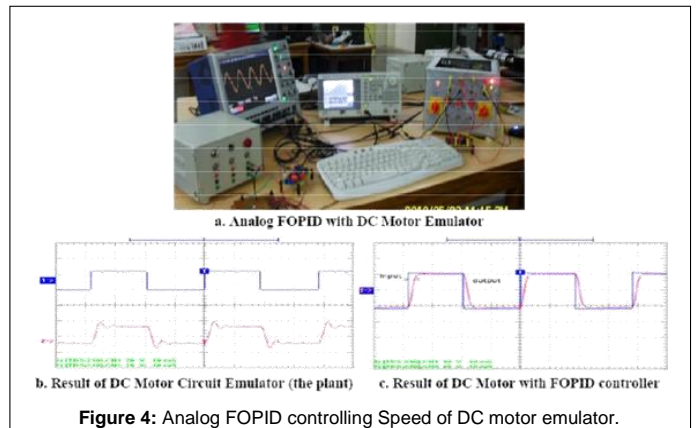 a. Analog FOPID with DC Motor Emulator
input
output
b. Result of DC Motor Circuit Emulator (the plant)
c. Result of DC Motor with FOPID controller
Figure 4: Analog FOPID controlling Speed of DC motor emulator.